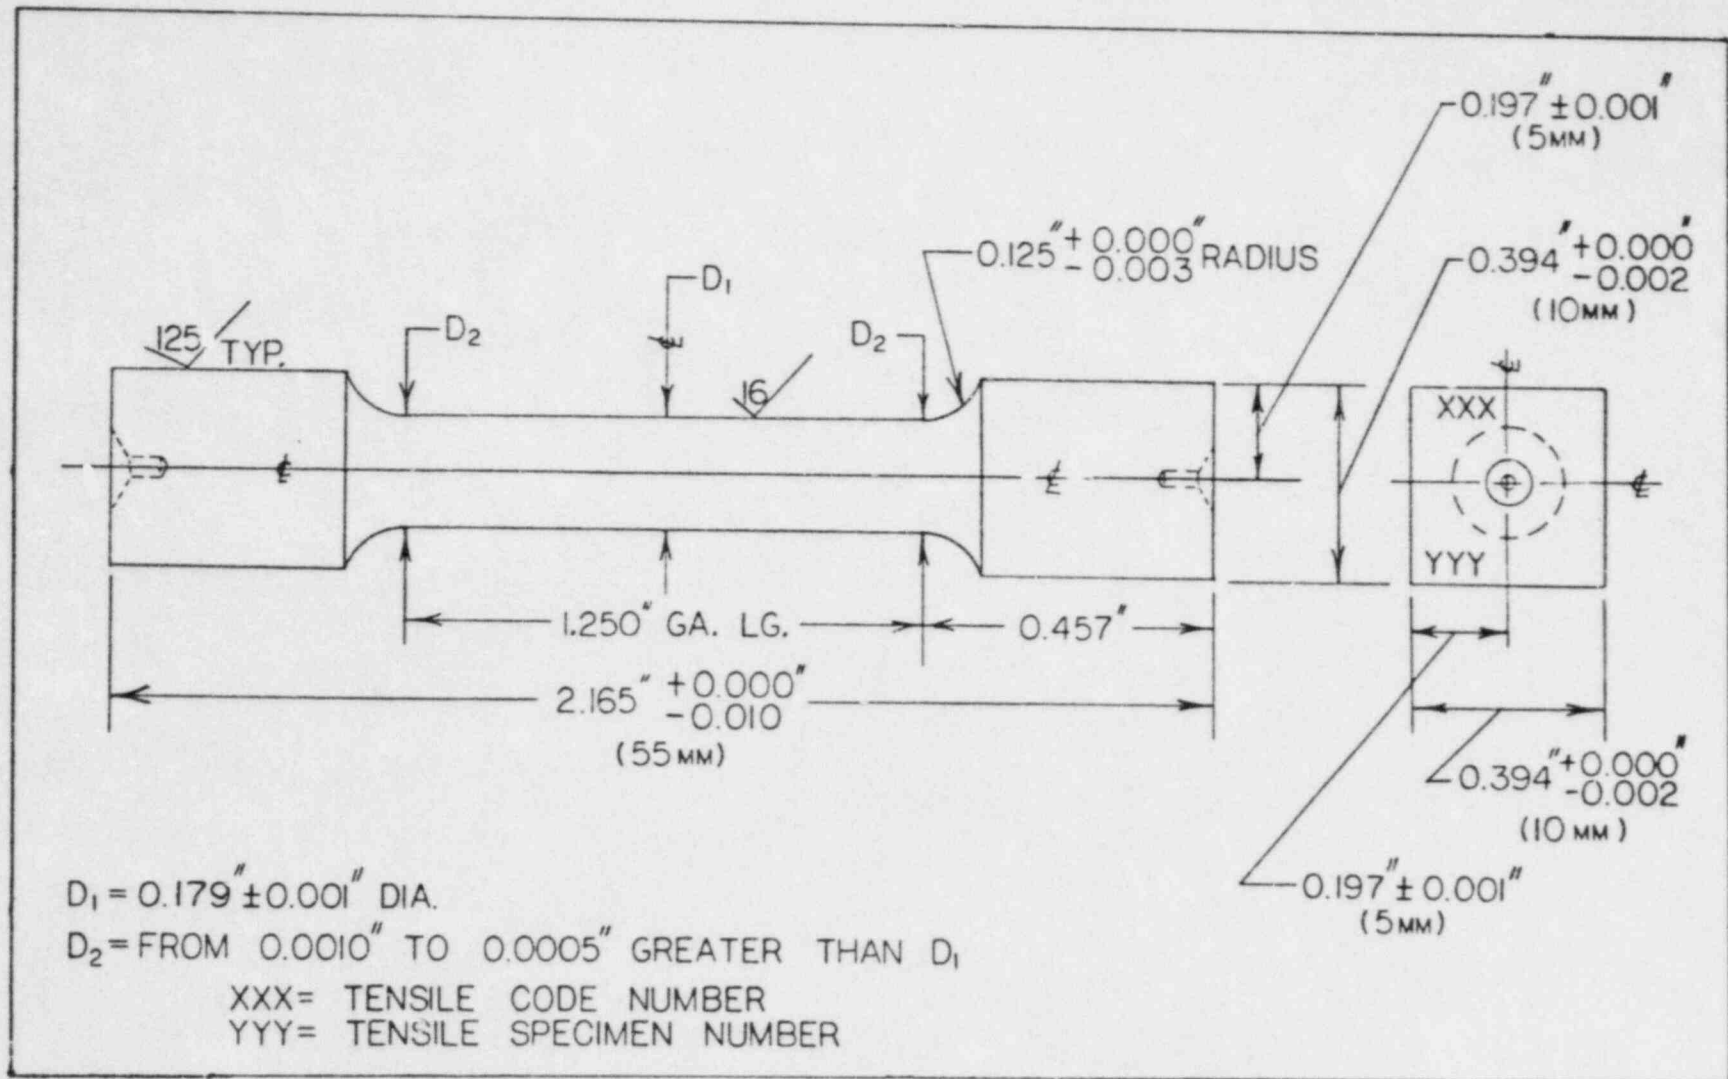 0.197" ± 0.001"
(5MM)
0.125" + 0.000" RADIUS
- 0.003
0.394" +0.000"
-0.002
(10MM)
D₁
125 TYP.
D₂
D₂
℄
16
℄
XXX
℄
℄
℄
YYY
1.250" GA. LG.
0.457"
2.165" +0.000"
-0.010
(55MM)
0.394" +0.000"
-0.002
(10MM)
0.197" ± 0.001"
(5MM)
D₁ = 0.179" ± 0.001" DIA.
D₂ = FROM 0.0010" TO 0.0005" GREATER THAN D₁
XXX = TENSILE CODE NUMBER
YYY = TENSILE SPECIMEN NUMBER